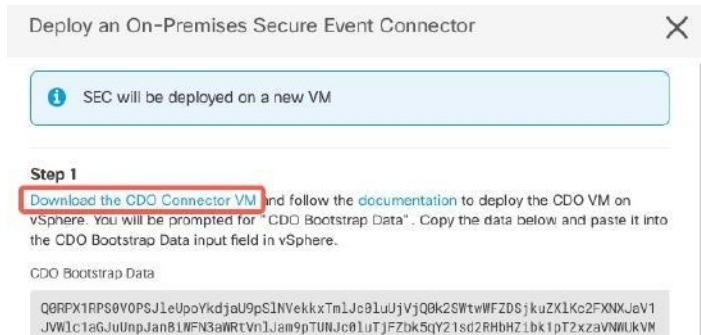 Deploy an On-Premises Secure Event Connector
SEC will be deployed on a new VM
Step 1
Download the CDO Connector VM and follow the documentation to deploy the CDO VM on
vSphere. You will be prompted for "CDO Bootstrap Data". Copy the data below and paste it into
the CDO Bootstrap Data input field in vSphere.
CDO Bootstrap Data